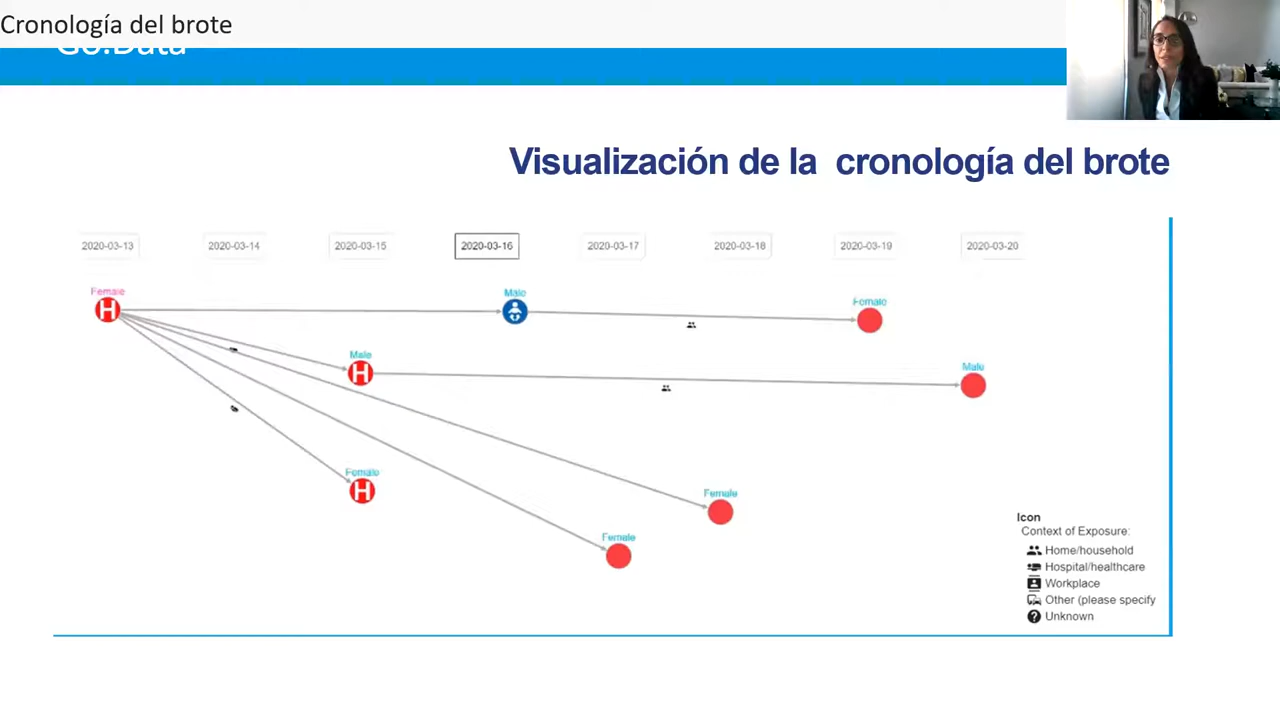 Cronología del brote
Go.Data
Visualización de la cronología del brote
2020-03-13
2020-03-14
2020-03-15
2020-03-16
2020-03-17
2020-03-18
2020-03-19
2020-03-20
Female
H
Male
Female
Male
H
Male
Female
H
Female
Female
Icon
Context of Exposure:
Home/household
Hospital/healthcare
Workplace
Other (please specify
? Unknown